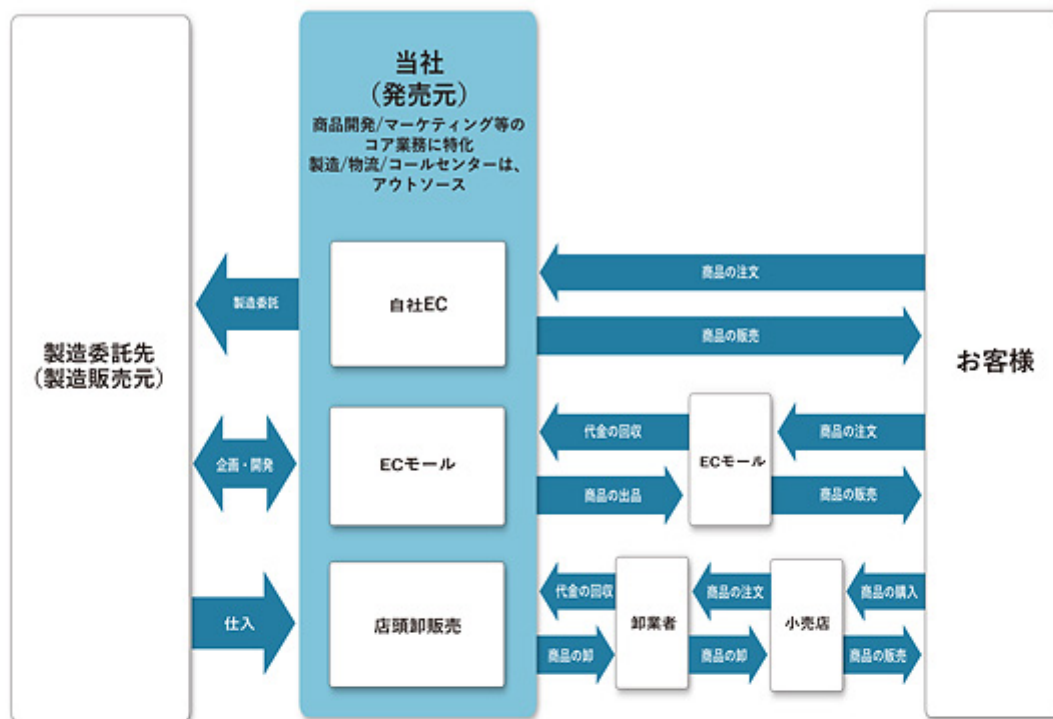 当社
（発売元）
商品開発/マーケティング等の
コア業務に特化
製造/物流/コールセンターは、
アウトソース
製造委託先
（製造販売元）
製造委託
企画・開発
仕入
自社EC
商品の注文
商品の販売
お客様
ECモール
代金の回収
商品の出品
ECモール
商品の注文
商品の販売
店頭卸販売
代金の回収
商品の卸
卸業者
商品の注文
商品の卸
小売店
商品の購入
商品の販売